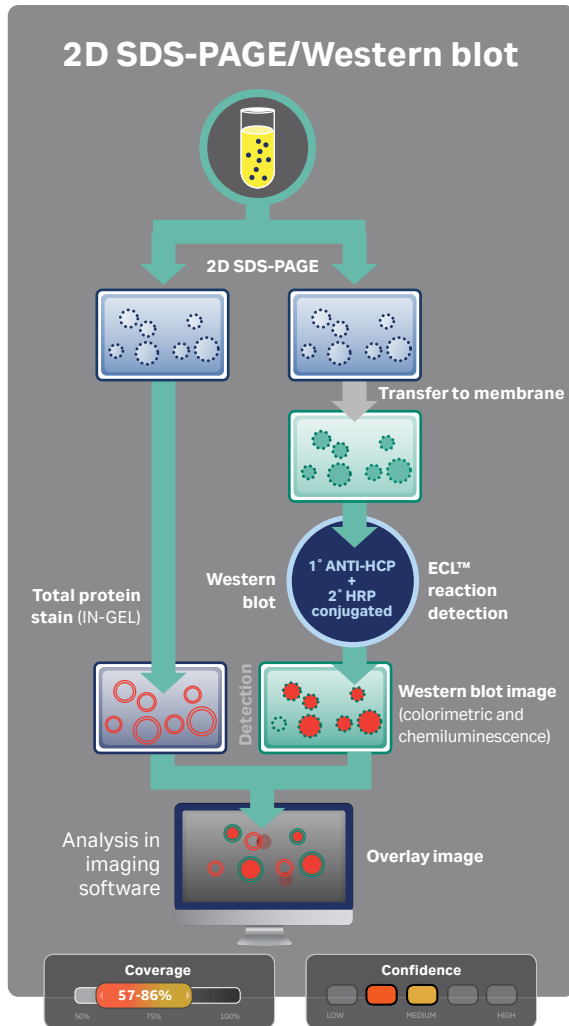 2D SDS-PAGE/Western blot
2D SDS-PAGE
Transfer to membrane
Western
blot
1° ANTI-HCP
+
2° HRP
conjugated
ECL™
reaction
detection
Total protein
stain (IN-GEL)
Detection
Western blot image
(colorimetric and
chemiluminescence)
Analysis in
imaging
software
Overlay image
Coverage
57-86%
50% 75% 100%
Confidence
LOW MEDIUM HIGH